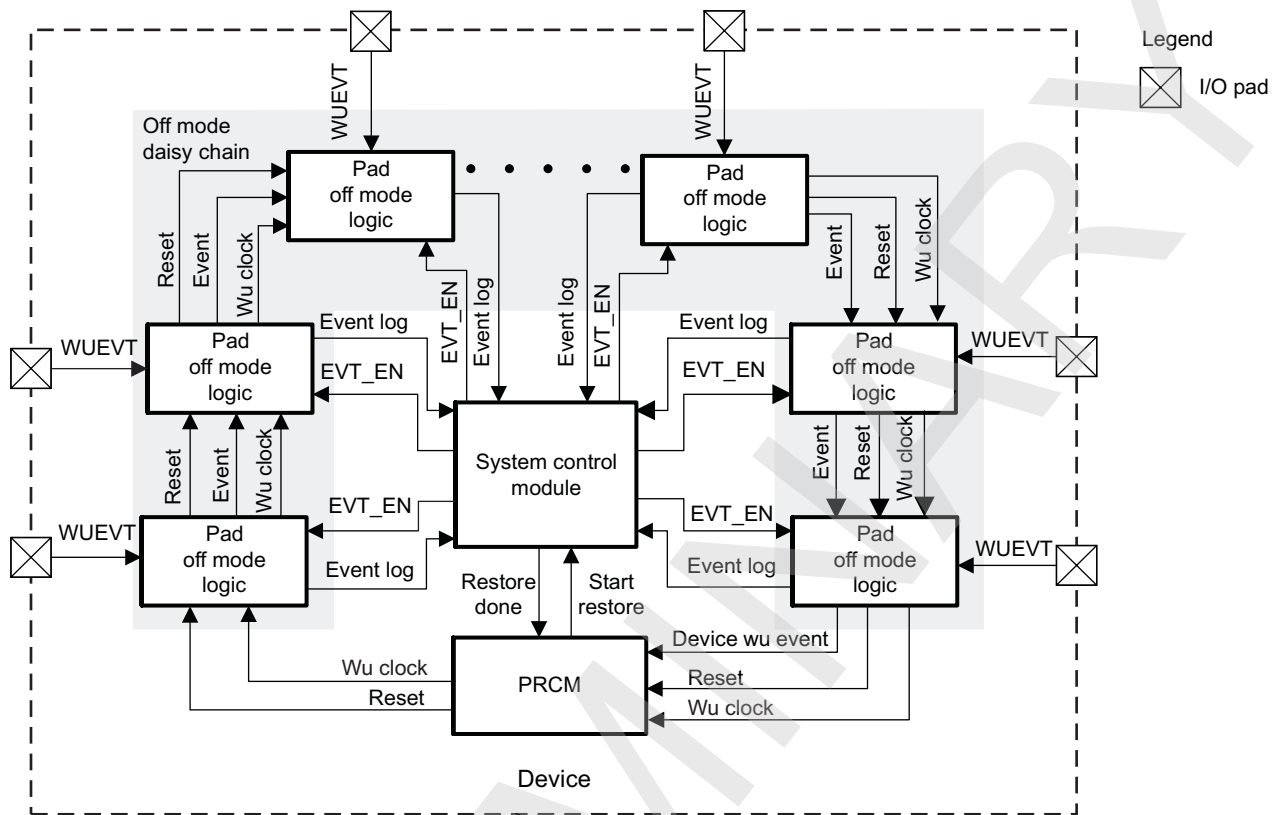 Legend
I/O pad
WUEVT
WUEVT
Off mode
daisy chain
Pad
off mode
logic
Pad
off mode
logic
Reset
Event
Wu clock
EVT_EN
Event log
Event log
EVT_EN
Event
Reset
Wu clock
WUEVT
Pad
off mode
logic
Event log
EVT_EN
Event log
EVT_EN
Pad
off mode
logic
WUEVT
Reset
Event
Wu clock
System control
module
Event
Reset
Wu clock
WUEVT
Pad
off mode
logic
EVT_EN
Event log
EVT_EN
Event log
Pad
off mode
logic
WUEVT
Restore
done
Start
restore
Wu clock
Reset
PRCM
Device wu event
Reset
Wu clock
Device
MINARY